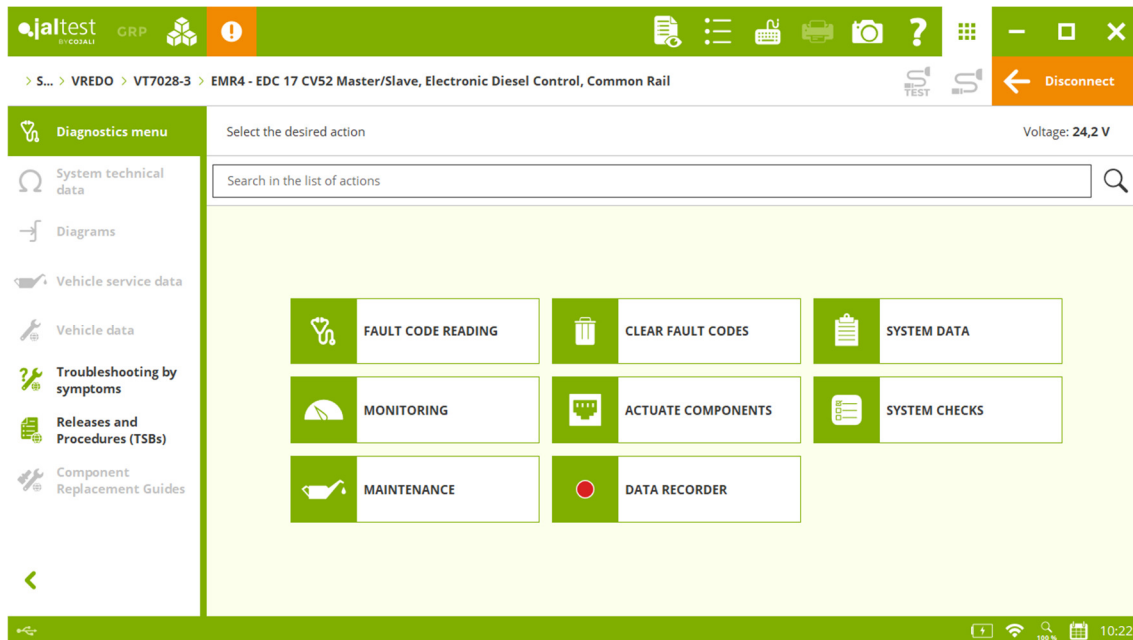 jaltest GRP
BY COJALI
> S... > VREDO > VT7028-3 > EMR4 - EDC 17 CV52 Master/Slave, Electronic Diesel Control, Common Rail
TEST
Disconnect
Diagnostics menu
Select the desired action
Voltage: 24,2 V
System technical
data
Search in the list of actions
Diagrams
Vehicle service data
Vehicle data
Troubleshooting by
symptoms
Releases and
Procedures (TSBs)
Component
Replacement Guides
FAULT CODE READING
CLEAR FAULT CODES
SYSTEM DATA
MONITORING
ACTUATE COMPONENTS
SYSTEM CHECKS
MAINTENANCE
DATA RECORDER
100 %
10:22